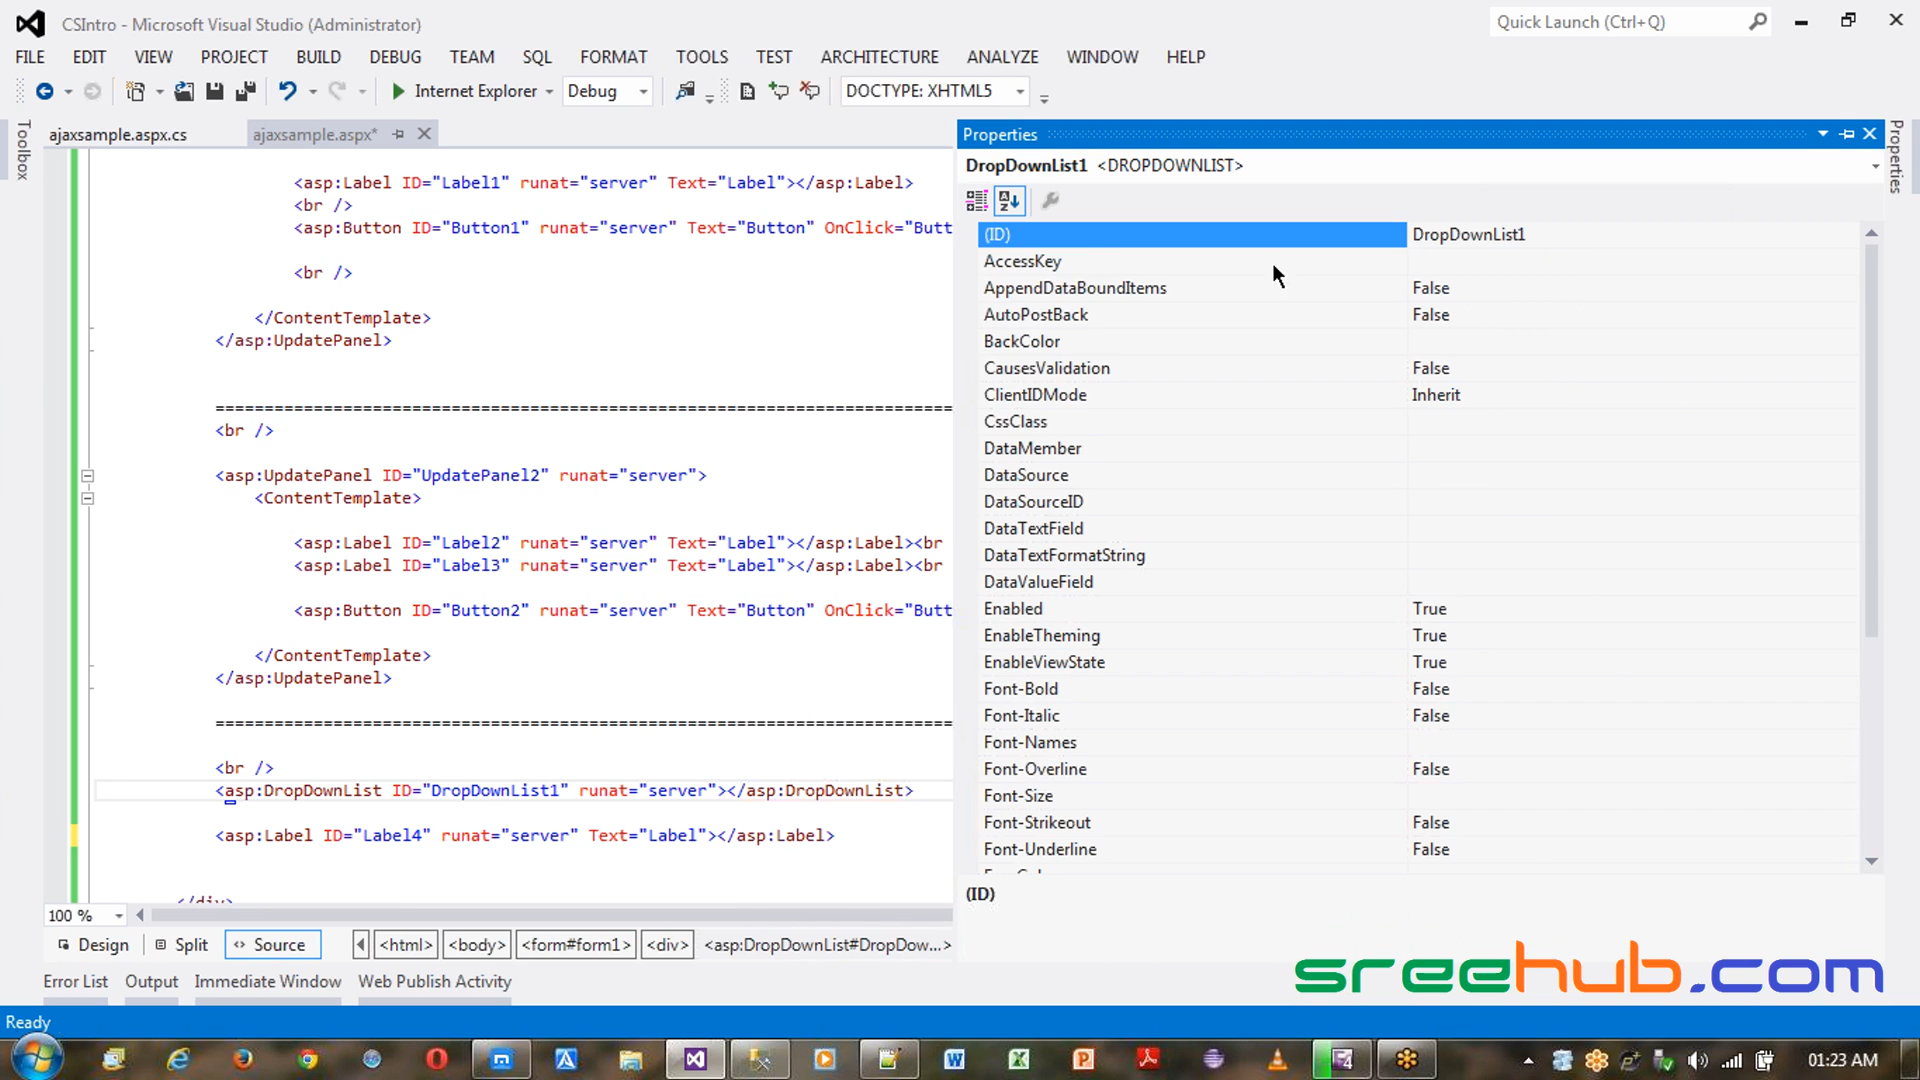 CSIntro - Microsoft Visual Studio (Administrator)
Quick Launch (Ctrl+Q)
FILE EDIT VIEW PROJECT BUILD DEBUG TEAM SQL FORMAT TOOLS TEST ARCHITECTURE ANALYZE WINDOW HELP
Internet Explorer Debug DOCTYPE: XHTML5
Toolbox
ajaxsample.aspx.cs ajaxsample.aspx*
<asp:Label ID="Label1" runat="server" Text="Label"></asp:Label>
<br />
<asp:Button ID="Button1" runat="server" Text="Button" OnClick="Butt
<br />
</ContentTemplate>
</asp:UpdatePanel>
===========================================================================
<br />
<asp:UpdatePanel ID="UpdatePanel2" runat="server">
<ContentTemplate>
<asp:Label ID="Label2" runat="server" Text="Label"></asp:Label><br
<asp:Label ID="Label3" runat="server" Text="Label"></asp:Label><br
<asp:Button ID="Button2" runat="server" Text="Button" OnClick="Butt
</ContentTemplate>
</asp:UpdatePanel>
===========================================================================
<br />
<asp:DropDownList ID="DropDownList1" runat="server"></asp:DropDownList>
<asp:Label ID="Label4" runat="server" Text="Label"></asp:Label>
</div>
100 %
Design Split Source <html> <body> <form#form1> <div> <asp:DropDownList#DropDow...>
Error List Output Immediate Window Web Publish Activity
Properties
DropDownList1 <DROPDOWNLIST>
(ID) DropDownList1
AccessKey
AppendDataBoundItems False
AutoPostBack False
BackColor
CausesValidation False
ClientIDMode Inherit
CssClass
DataMember
DataSource
DataSourceID
DataTextField
DataTextFormatString
DataValueField
Enabled True
EnableTheming True
EnableViewState True
Font-Bold False
Font-Italic False
Font-Names
Font-Overline False
Font-Size
Font-Strikeout False
Font-Underline False
(ID)
Properties
sreehub.com
Ready
01:23 AM